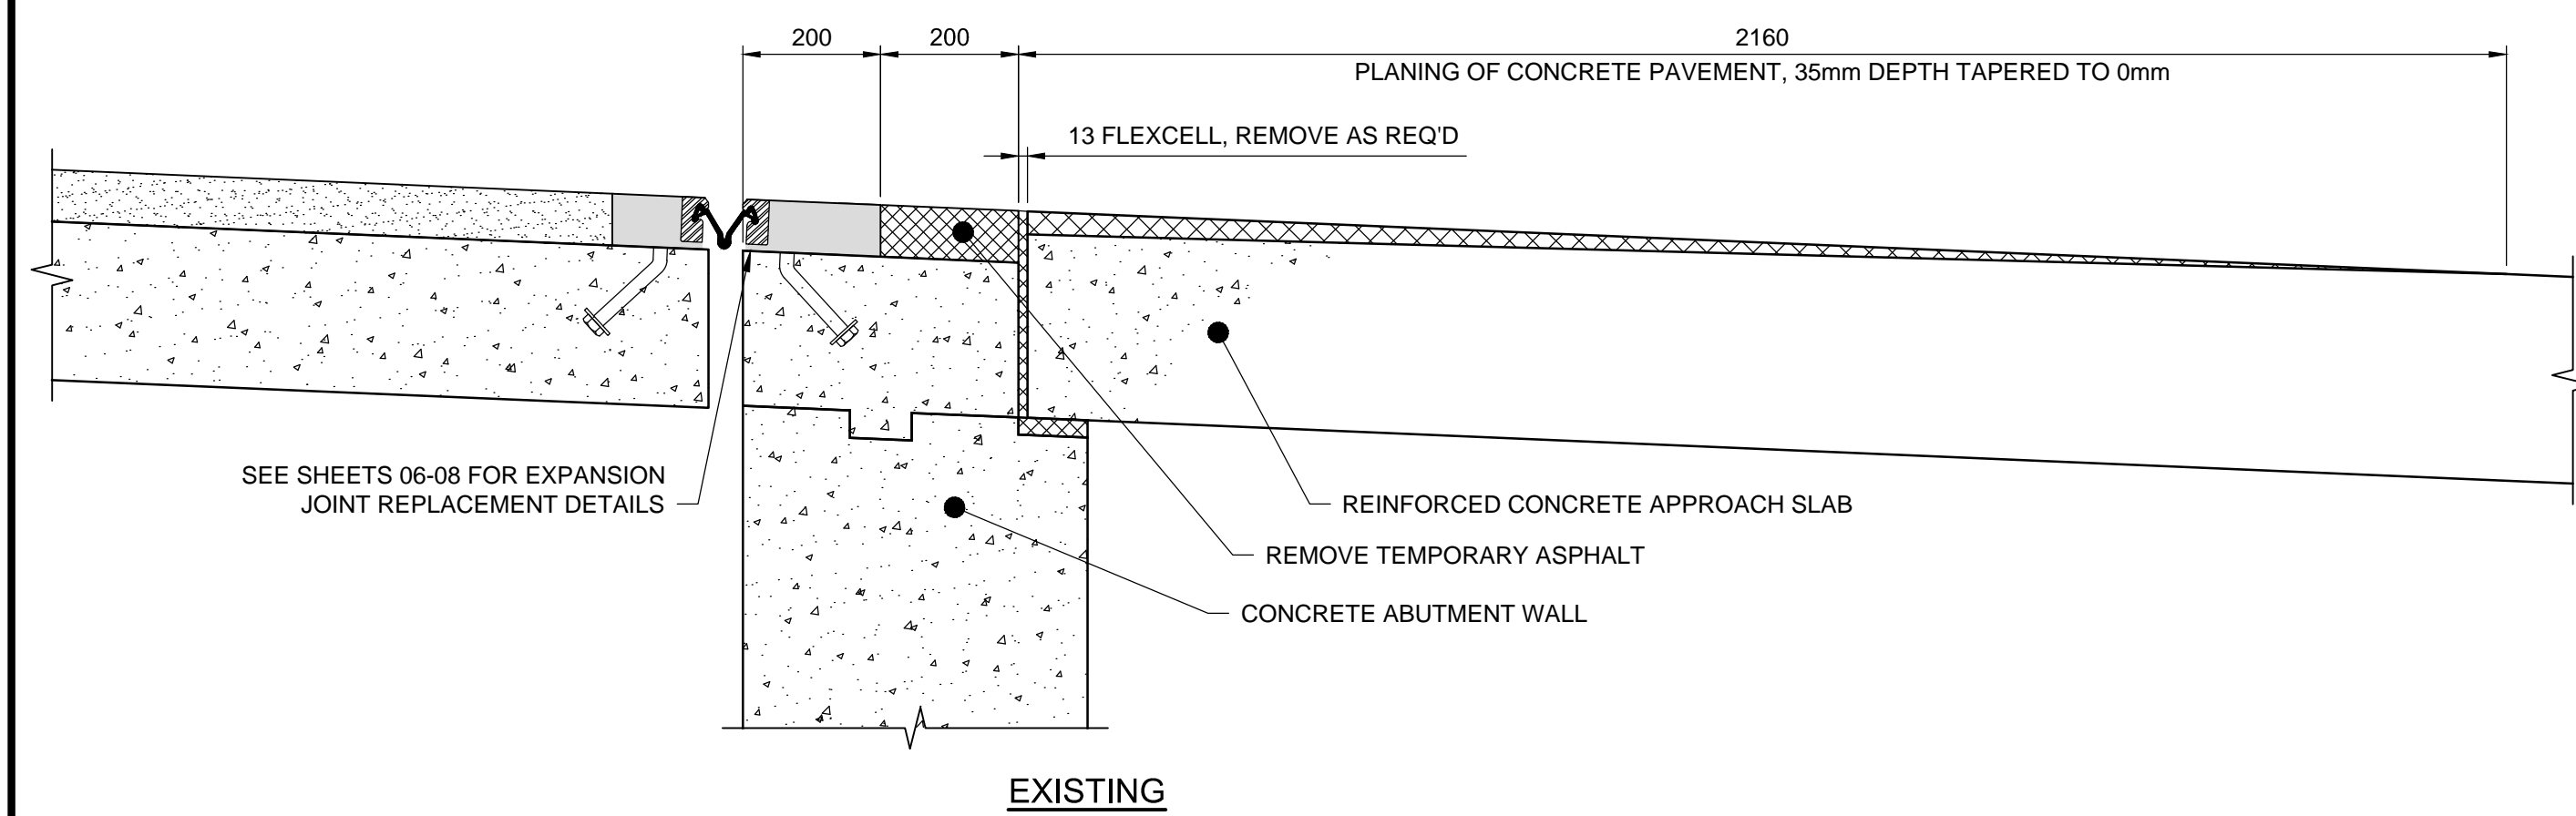 200
200
2160
PLANING OF CONCRETE PAVEMENT, 35mm DEPTH TAPERED TO 0mm
13 FLEXCELL, REMOVE AS REQ'D
SEE SHEETS 06-08 FOR EXPANSION
JOINT REPLACEMENT DETAILS
REINFORCED CONCRETE APPROACH SLAB
REMOVE TEMPORARY ASPHALT
CONCRETE ABUTMENT WALL
EXISTING